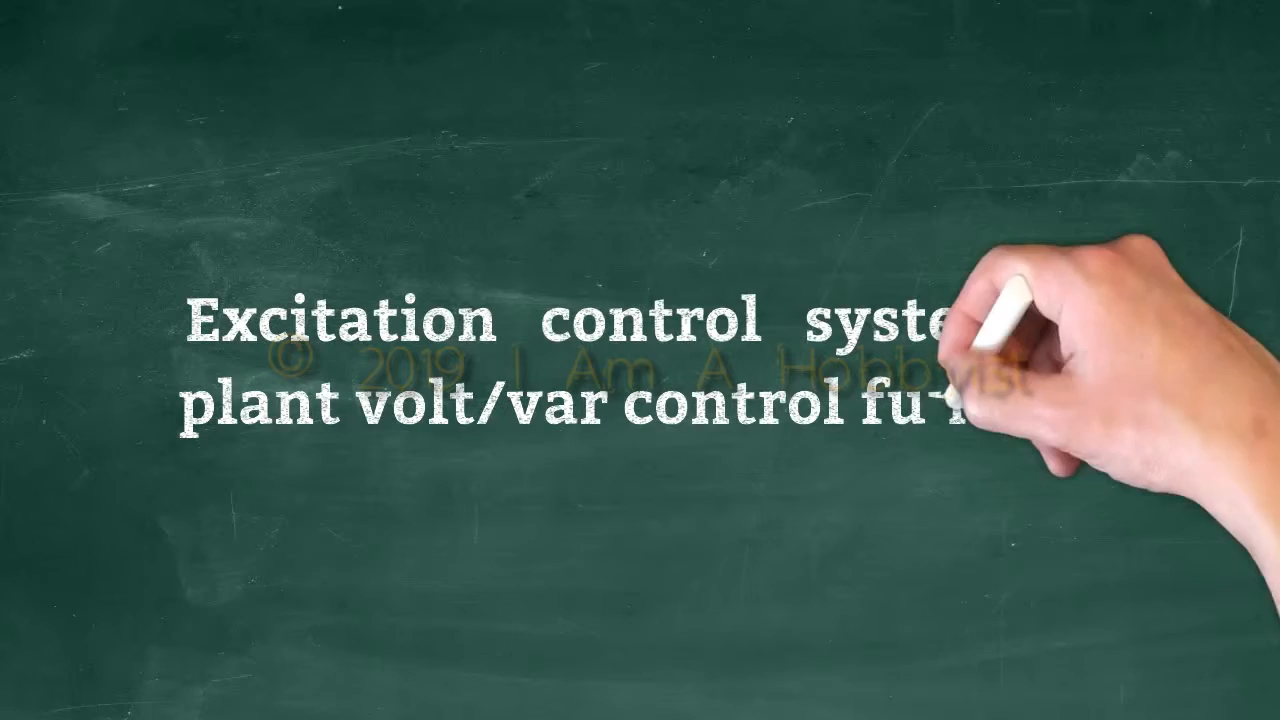 Excitation control
plant volt/var control
© 2019 I Am A Hobbyist